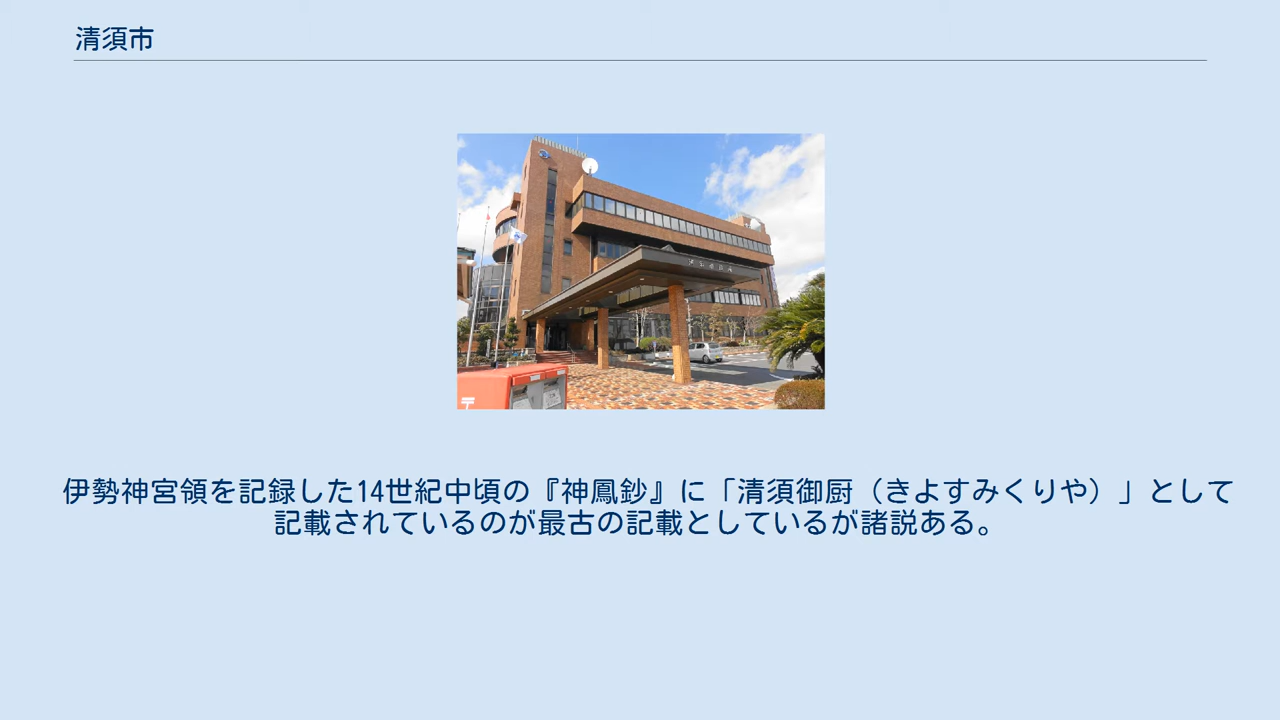 清須市
伊勢神宮領を記録した14世紀中頃の『神鳳鈔』に「清須御厨（きよすみくりや）」として
記載されているのが最古の記載としているが諸説ある。